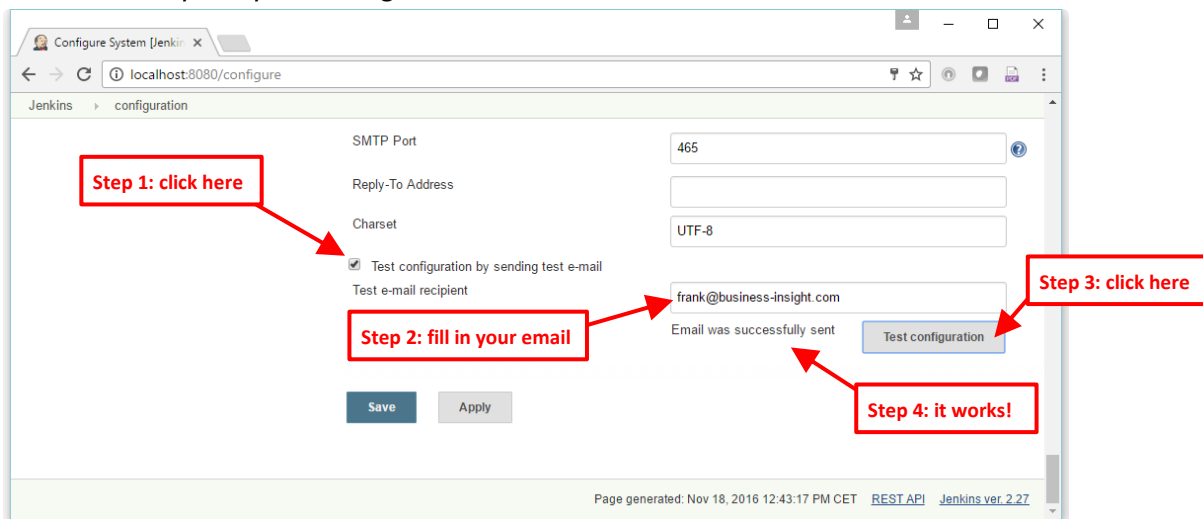 Configure System [Jenkin
localhost:8080/configure
Jenkins configuration
SMTP Port 465
Step 1: click here
Reply-To Address
Charset UTF-8
Test configuration by sending test e-mail
Test e-mail recipient frank@business-insight.com
Step 3: click here
Step 2: fill in your email
Email was successfully sent Test configuration
Save Apply
Step 4: it works!
Page generated: Nov 18, 2016 12:43:17 PM CET REST API Jenkins ver. 2.27